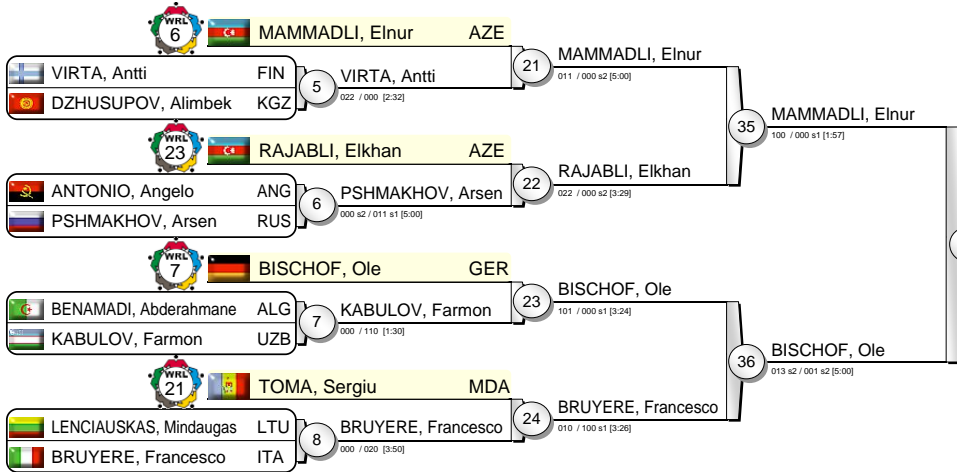 WRL
6
MAMMADLI, Elnur AZE
VIRTA, Antti FIN
DZHUSUPOV, Alimbek KGZ
5
VIRTA, Antti
022 / 000 [2:32]
21
MAMMADLI, Elnur
011 / 000 s2 [5:00]
WRL
23
RAJABLI, Elkhan AZE
ANTONIO, Angelo ANG
PSHMAKHOV, Arsen RUS
6
PSHMAKHOV, Arsen
000 s2 / 011 s1 [5:00]
22
RAJABLI, Elkhan
022 / 000 s2 [3:29]
35
MAMMADLI, Elnur
100 / 000 s1 [1:57]
WRL
7
BISCHOF, Ole GER
BENAMADI, Abderahmane ALG
KABULOV, Farmon UZB
7
KABULOV, Farmon
000 / 110 [1:30]
23
BISCHOF, Ole
101 / 000 s1 [3:24]
WRL
21
TOMA, Sergiu MDA
LENCIAUSKAS, Mindaugas LTU
BRUYERE, Francesco ITA
8
BRUYERE, Francesco
000 / 020 [3:50]
24
BRUYERE, Francesco
010 / 100 s1 [3:26]
36
BISCHOF, Ole
013 s2 / 001 s2 [5:00]